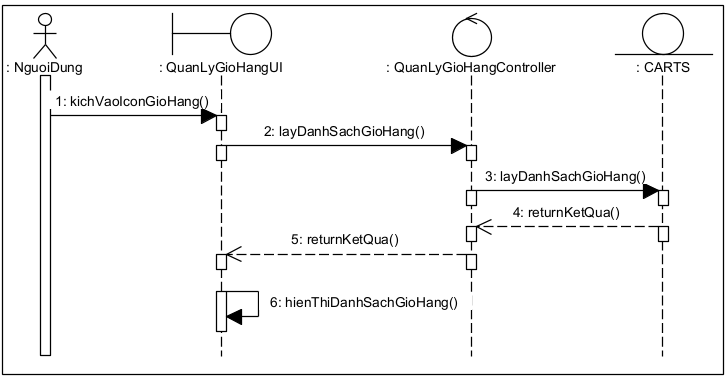 : NguoiDung
: QuanLyGioHangUI
: QuanLyGioHangController
: CARTS
1: kichVaoIconGioHang()
2: layDanhSachGioHang()
3: layDanhSachGioHang()
4: returnKetQua()
5: returnKetQua()
6: hienThiDanhSachGioHang()